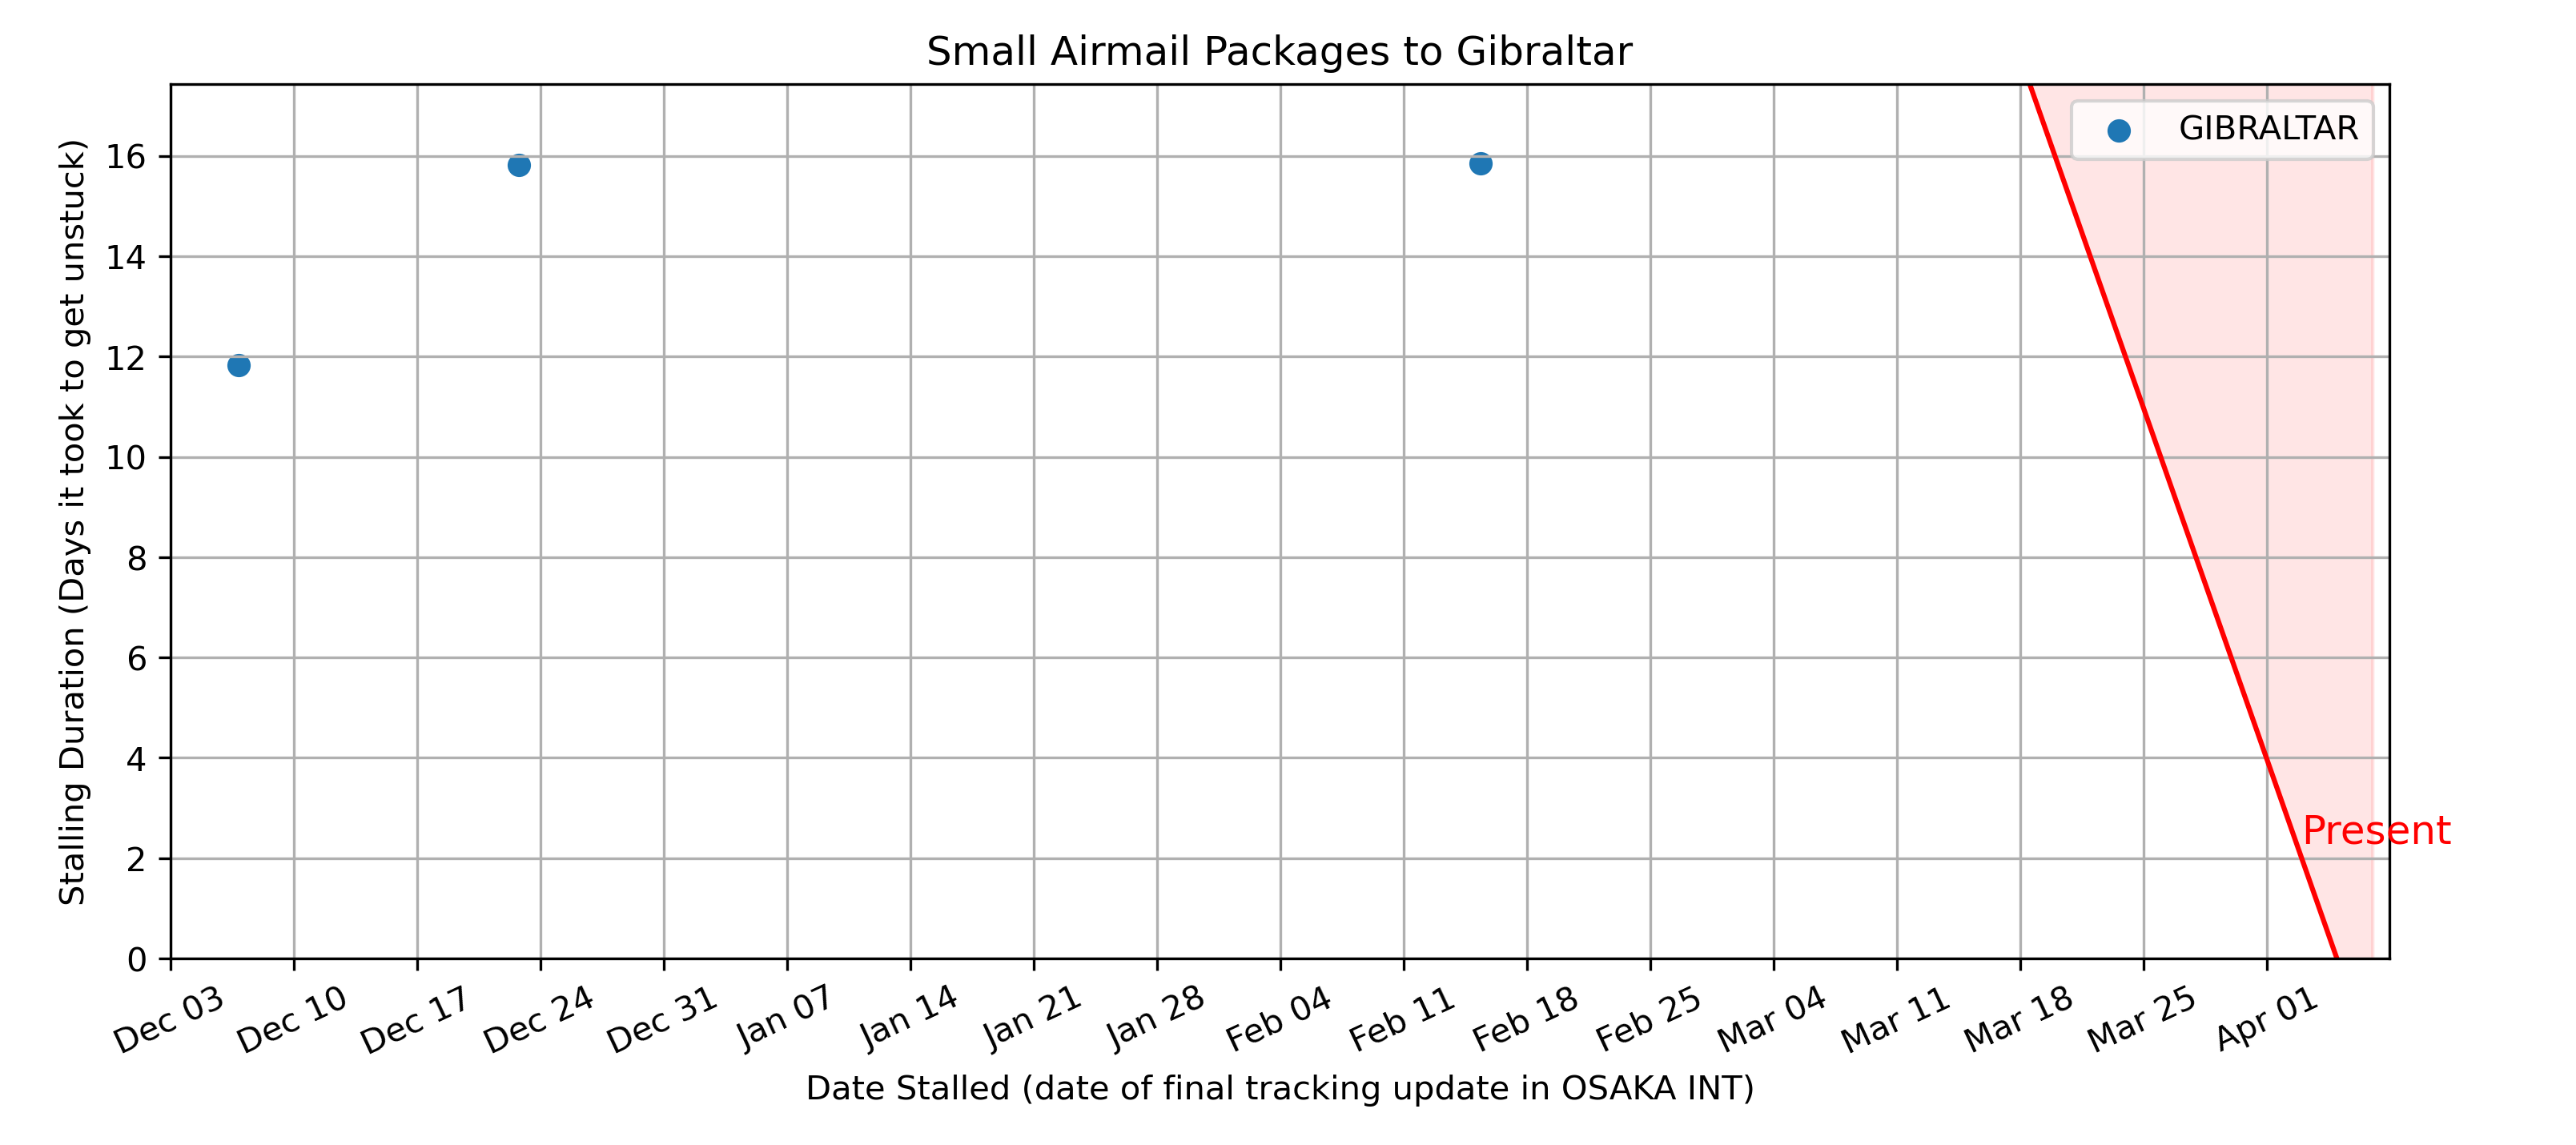 Small Airmail Packages to Gibraltar
GIBRALTAR
Stalling Duration (Days it took to get unstuck)
16
14
12
10
8
6
4
2
0
Present
Dec 03 Dec 10 Dec 17 Dec 24 Dec 31 Jan 07 Jan 14 Jan 21 Jan 28 Feb 04 Feb 11 Feb 18 Feb 25 Mar 04 Mar 11 Mar 18 Mar 25 Apr 01
Date Stalled (date of final tracking update in OSAKA INT)